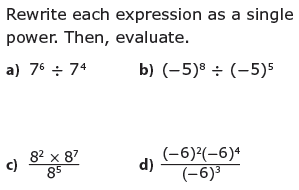 Rewrite each expression as a single
power. Then, evaluate.
a) 7⁶ ÷ 7⁴ b) (−5)⁸ ÷ (−5)⁵
c) 8² × 8⁷ / 8⁵ d) (−6)²(−6)⁴ / (−6)³